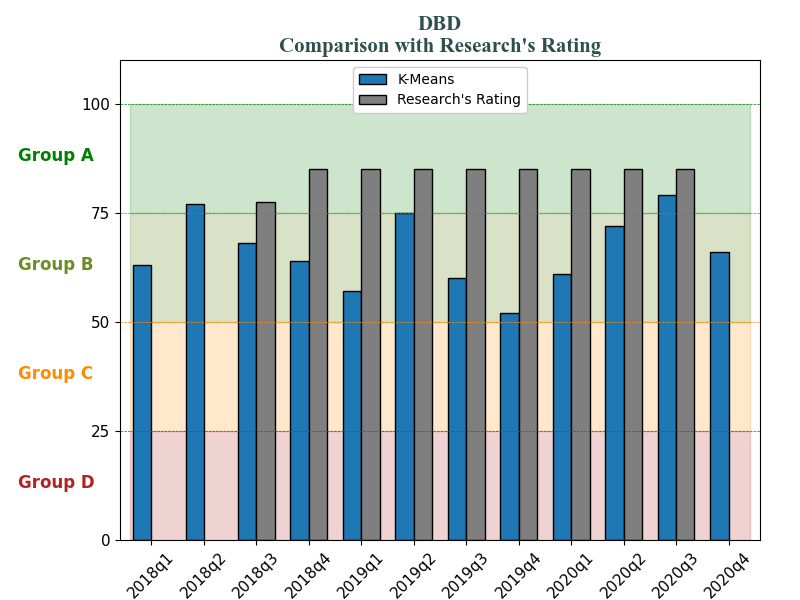 DBD
Comparison with Research's Rating
K-Means
Research's Rating
100
Group A
75
Group B
50
Group C
25
Group D
0
2018q1
2018q2
2018q3
2018q4
2019q1
2019q2
2019q3
2019q4
2020q1
2020q2
2020q3
2020q4